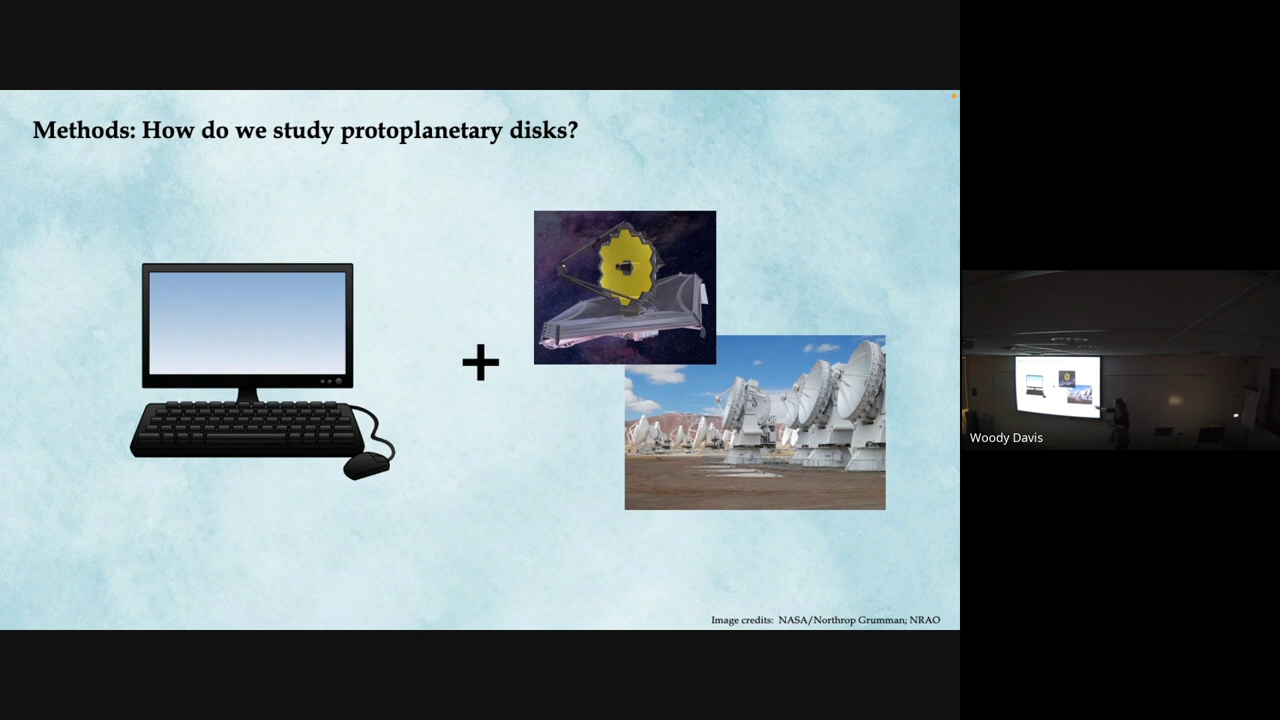 Methods: How do we study protoplanetary disks?
+
Image credits: NASA/Northrop Grumman; NRAO
Woody Davis